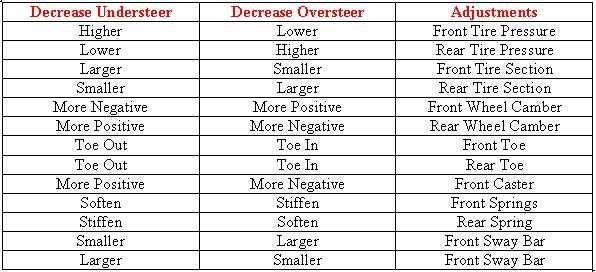 Decrease Understeer Decrease Oversteer Adjustments
Higher Lower Front Tire Pressure
Lower Higher Rear Tire Pressure
Larger Smaller Front Tire Section
Smaller Larger Rear Tire Section
More Negative More Positive Front Wheel Camber
More Positive More Negative Rear Wheel Camber
Toe Out Toe In Front Toe
Toe Out Toe In Rear Toe
More Positive More Negative Front Caster
Soften Stiffen Front Springs
Stiffen Soften Rear Spring
Smaller Larger Front Sway Bar
Larger Smaller Front Sway Bar